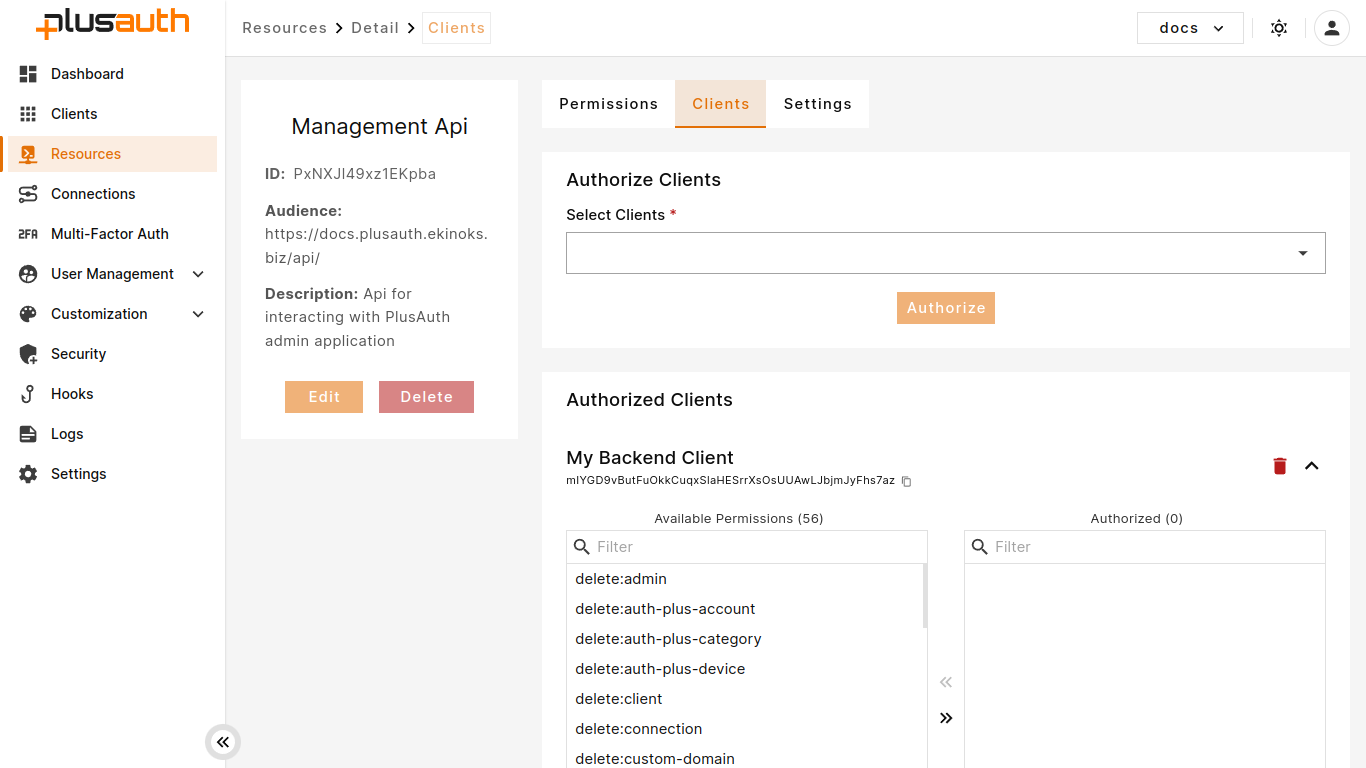 plusauth
Resources
Detail
Clients
docs
Dashboard
Clients
Resources
Connections
2FA Multi-Factor Auth
User Management
Customization
Security
Hooks
Logs
Settings
Management Api
ID: PxNXJl49xz1EKpba
Audience:
https://docs.plusauth.ekinoks.
biz/api/
Description: Api for
interacting with PlusAuth
admin application
Edit
Delete
Permissions
Clients
Settings
Authorize Clients
Select Clients *
Authorize
Authorized Clients
My Backend Client
mIYGD9vButFuOkkCuqxSlaHESrrXsOsUUAwLJbjmJyFhs7az
Available Permissions (56)
Filter
delete:admin
delete:auth-plus-account
delete:auth-plus-category
delete:auth-plus-device
delete:client
delete:connection
delete:custom-domain
Authorized (0)
Filter